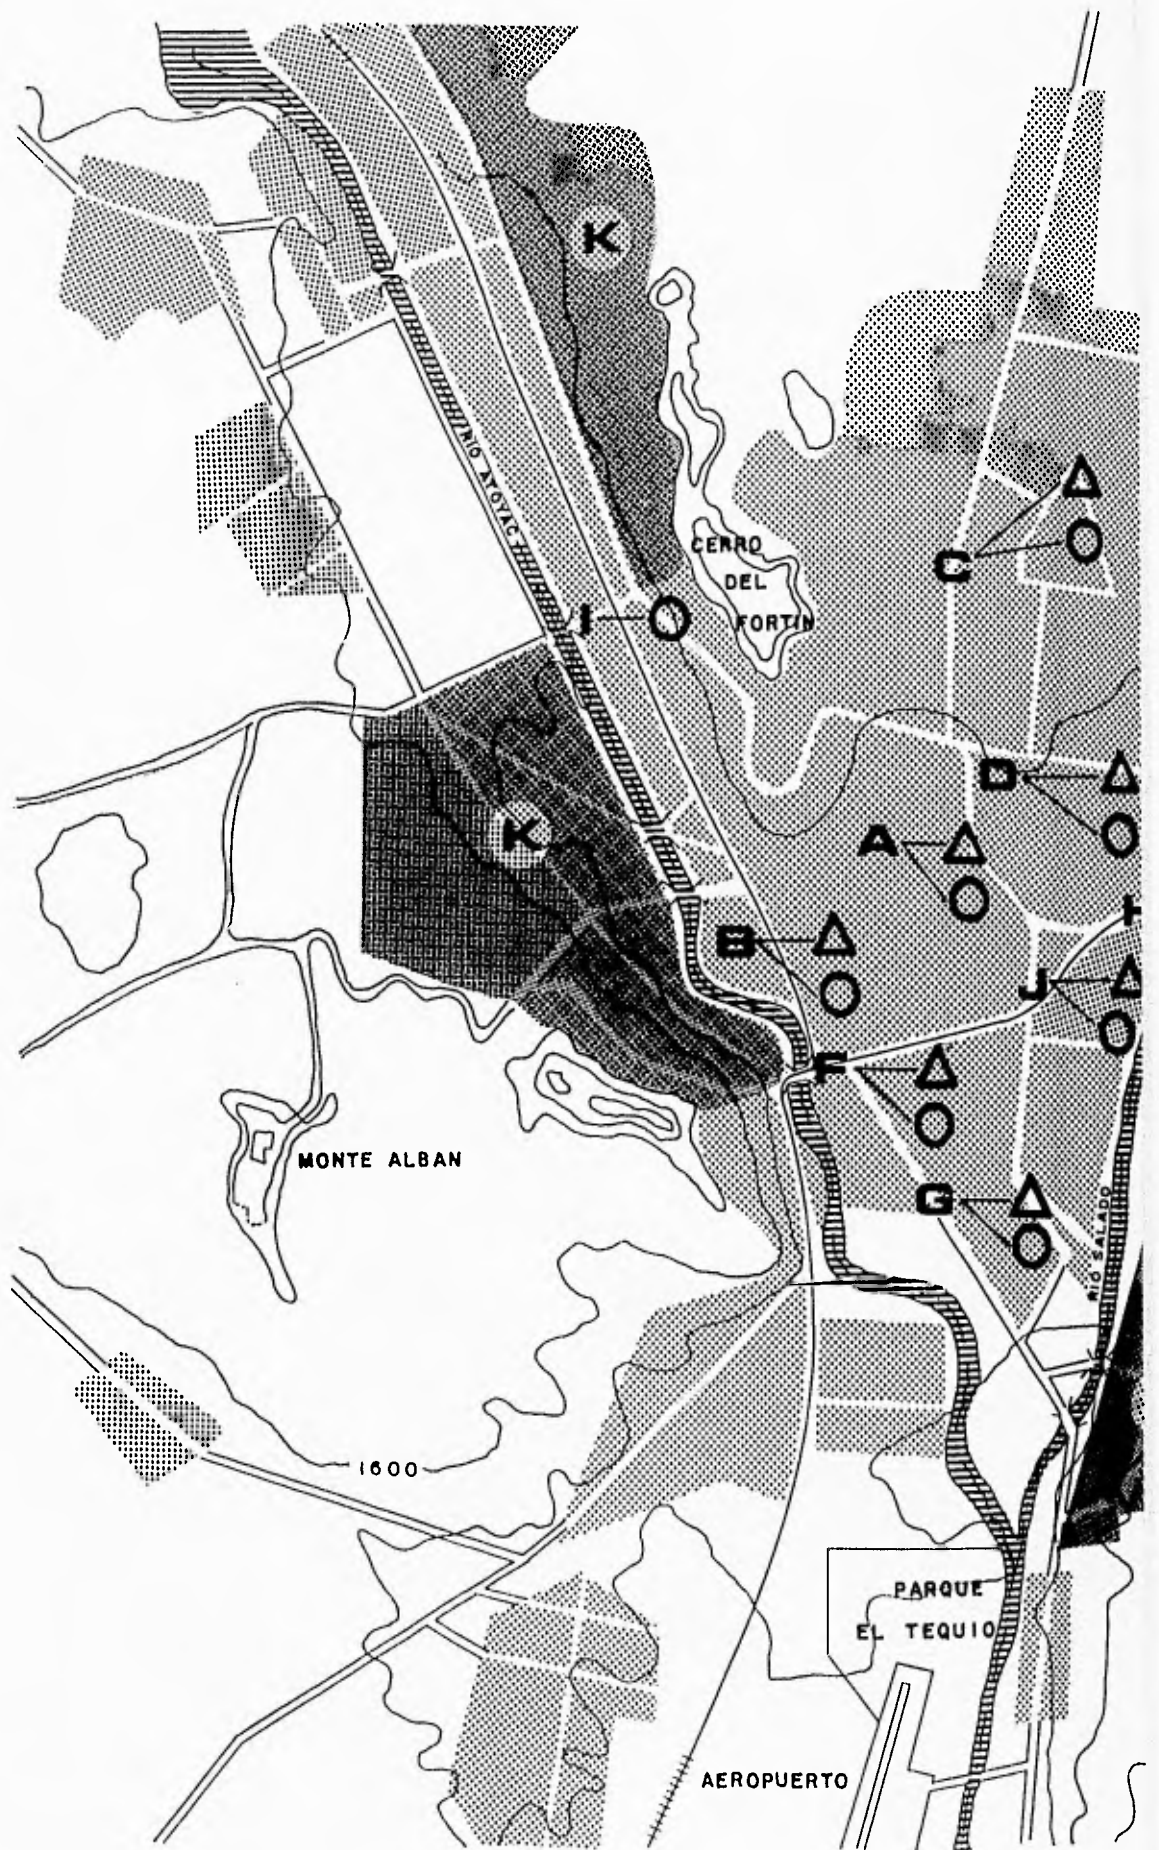 K
RIO ATOYAC
CERRO
DEL
FORTIN
C
I
D
K
A
H
B
J
F
MONTE ALBAN
G
RIO SALADO
1600
PARQUE
EL TEQUIO
AEROPUERTO